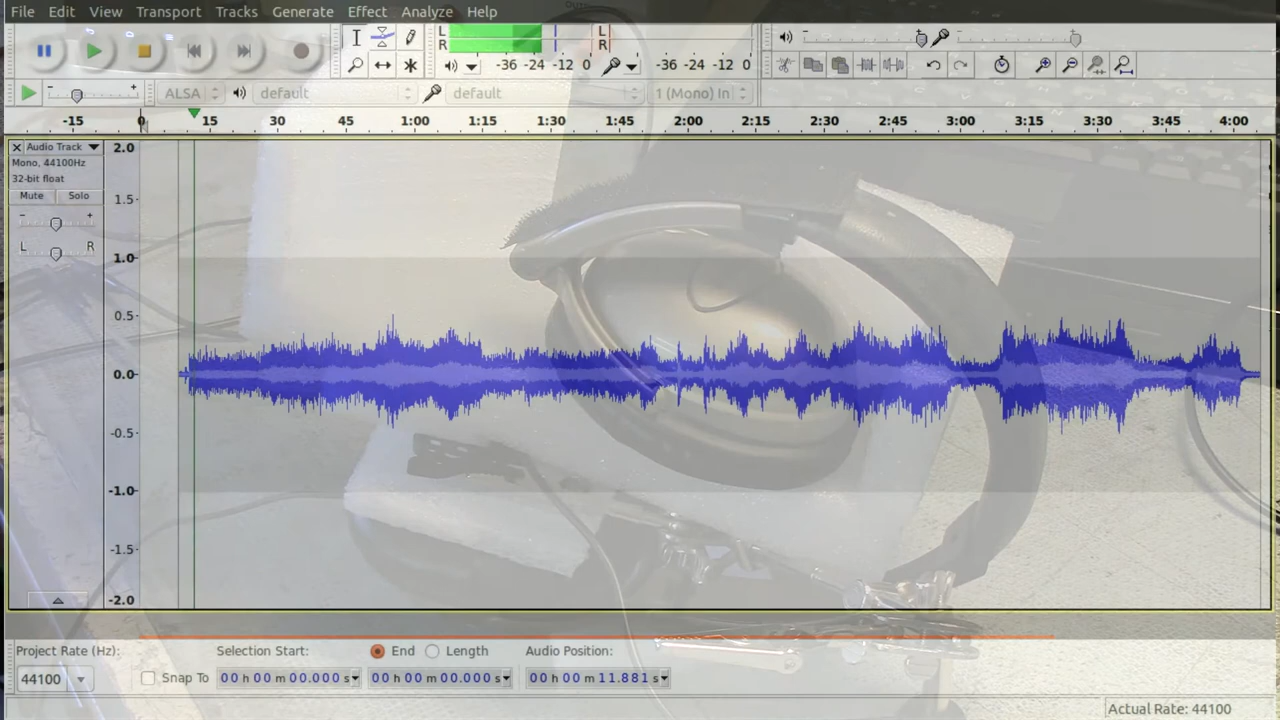 File Edit View Transport Tracks Generate Effect Analyze Help
L
R
-36 -24 -12 0
L
R
-36 -24 -12 0
ALSA default default 1 (Mono) In
-15 0 15 30 45 1:00 1:15 1:30 1:45 2:00 2:15 2:30 2:45 3:00 3:15 3:30 3:45 4:00
Audio Track
Mono, 44100Hz
32-bit float
Mute Solo
- +
L R
2.0
1.5
1.0
0.5
0.0
-0.5
-1.0
-1.5
-2.0
Project Rate (Hz): Selection Start: End Length Audio Position:
44100 Snap To 00 h 00 m 00.000 s 00 h 00 m 00.000 s 00 h 00 m 11.881 s
Actual Rate: 44100